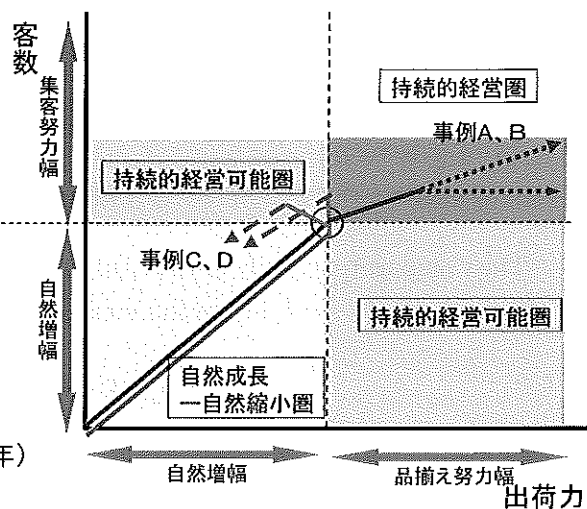 客数
集客努力幅
自然増幅
持続的経営圏
事例A、B
持続的経営可能圏
事例C、D
持続的経営可能圏
自然成長
―自然縮小圏
年)
自然増幅
品揃え努力幅
出荷力